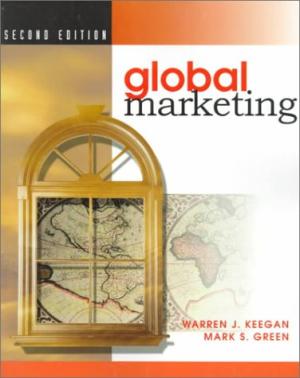 SECOND EDITION
global
marketing
WARREN J. KEEGAN
MARK S. GREEN